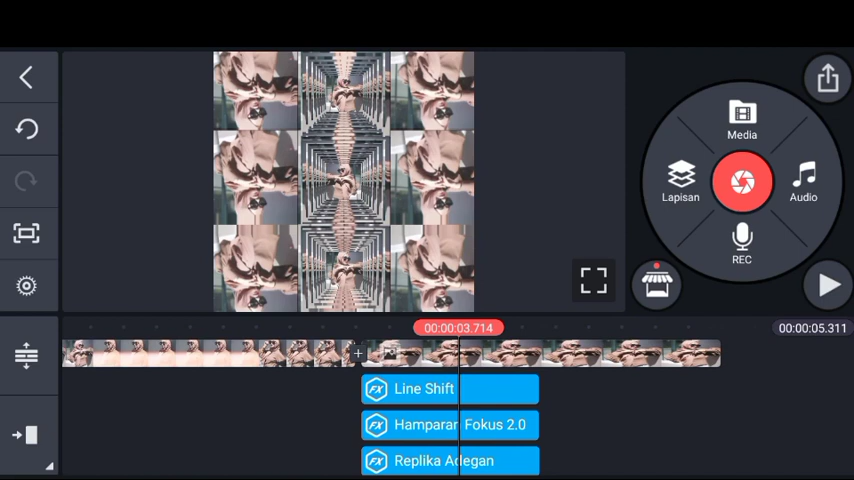 Media
Lapisan
Audio
REC
00:00:03.714
00:00:05.311
Line Shift
Hamparan Fokus 2.0
Replika Adegan